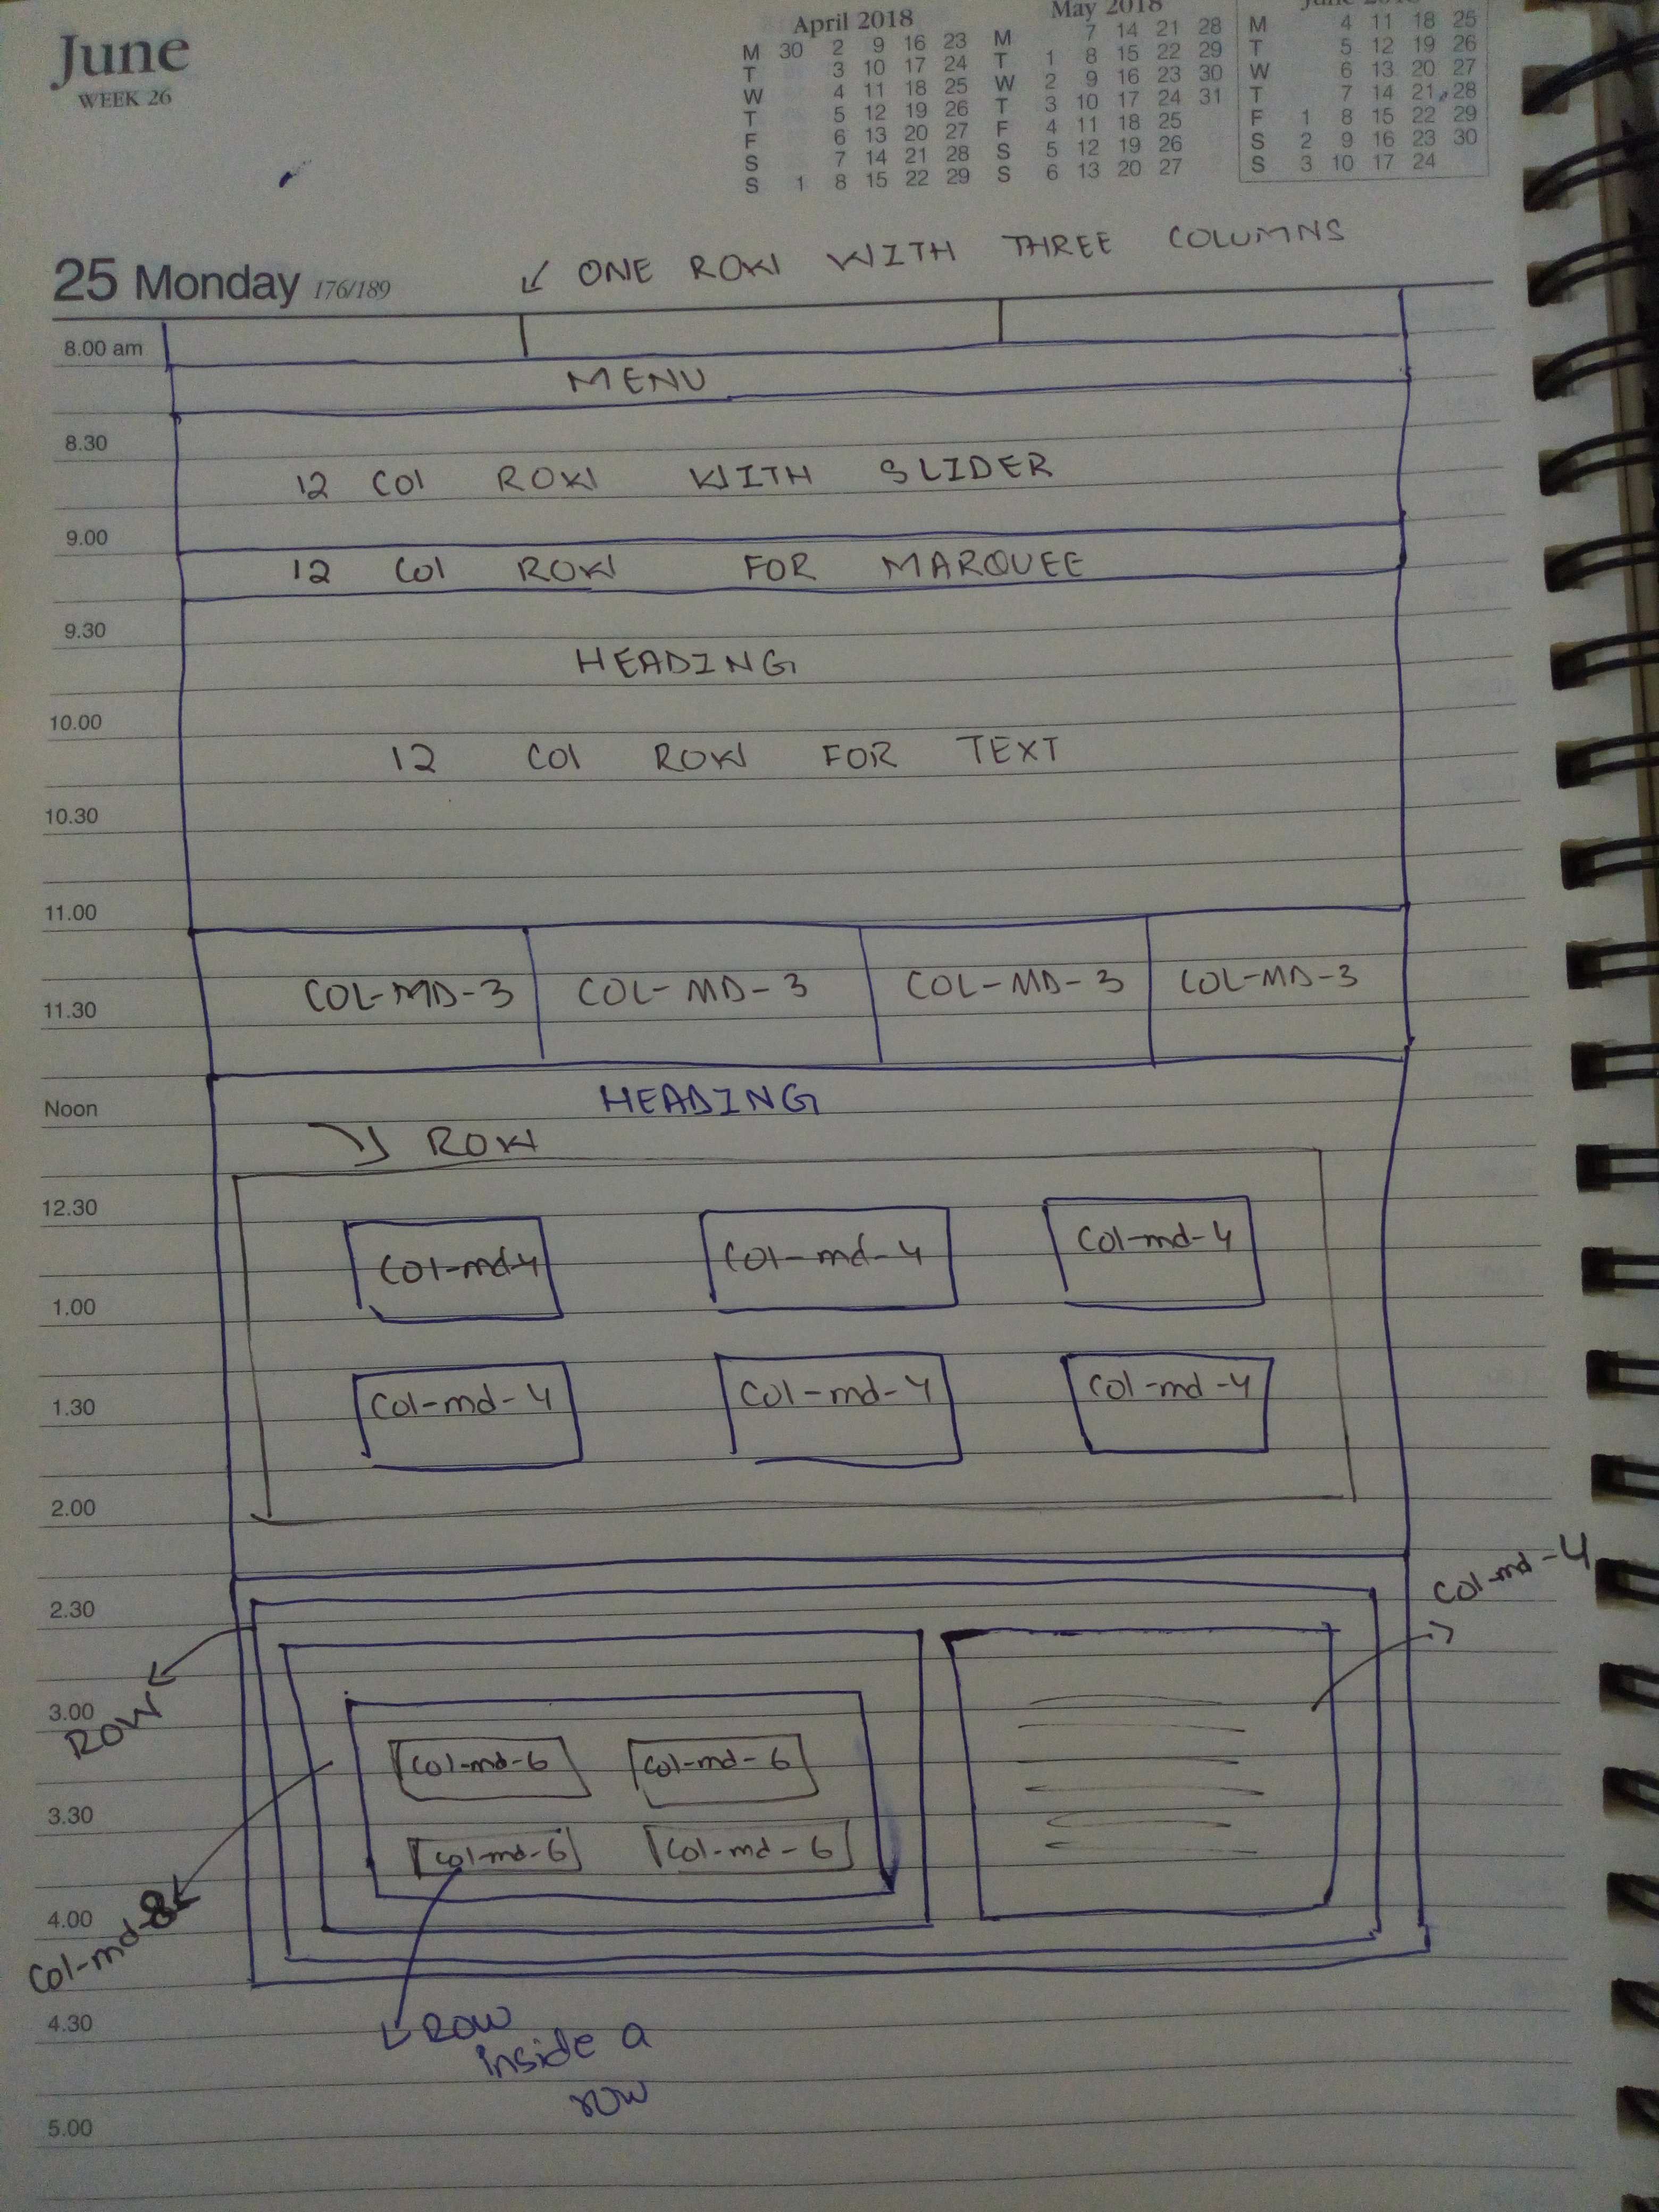 June
WEEK 26
April 2018
M 30 2 9 16 23
T 3 10 17 24
W 4 11 18 25
T 5 12 19 26
F 6 13 20 27
S 7 14 21 28
S 1 8 15 22 29
May 2018
M 7 14 21 28
T 1 8 15 22 29
W 2 9 16 23 30
T 3 10 17 24 31
F 4 11 18 25
S 5 12 19 26
S 6 13 20 27
June 2018
M 4 11 18 25
T 5 12 19 26
W 6 13 20 27
T 7 14 21 28
F 1 8 15 22 29
S 2 9 16 23 30
S 3 10 17 24
25 Monday 176/189
ONE ROW WITH THREE COLUMNS
8.00 am
MENU
8.30
12 Col ROW WITH SLIDER
9.00
12 Col ROW FOR MARQUEE
9.30
HEADING
10.00
12 Col ROW FOR TEXT
10.30
11.00
COL-MD-3 COL-MD-3 COL-MD-3 COL-MD-3
11.30
HEADING
Noon
ROW
12.30
Col-md-4 Col-md-4 Col-md-4
1.00
1.30
Col-md-4 Col-md-4 Col-md-4
2.00
Col-md-4
2.30
3.00
ROW
Col-md-6 Col-md-6
3.30
Col-md-6 Col-md-6
4.00
Col-md-8
4.30
ROW
inside a
row
5.00